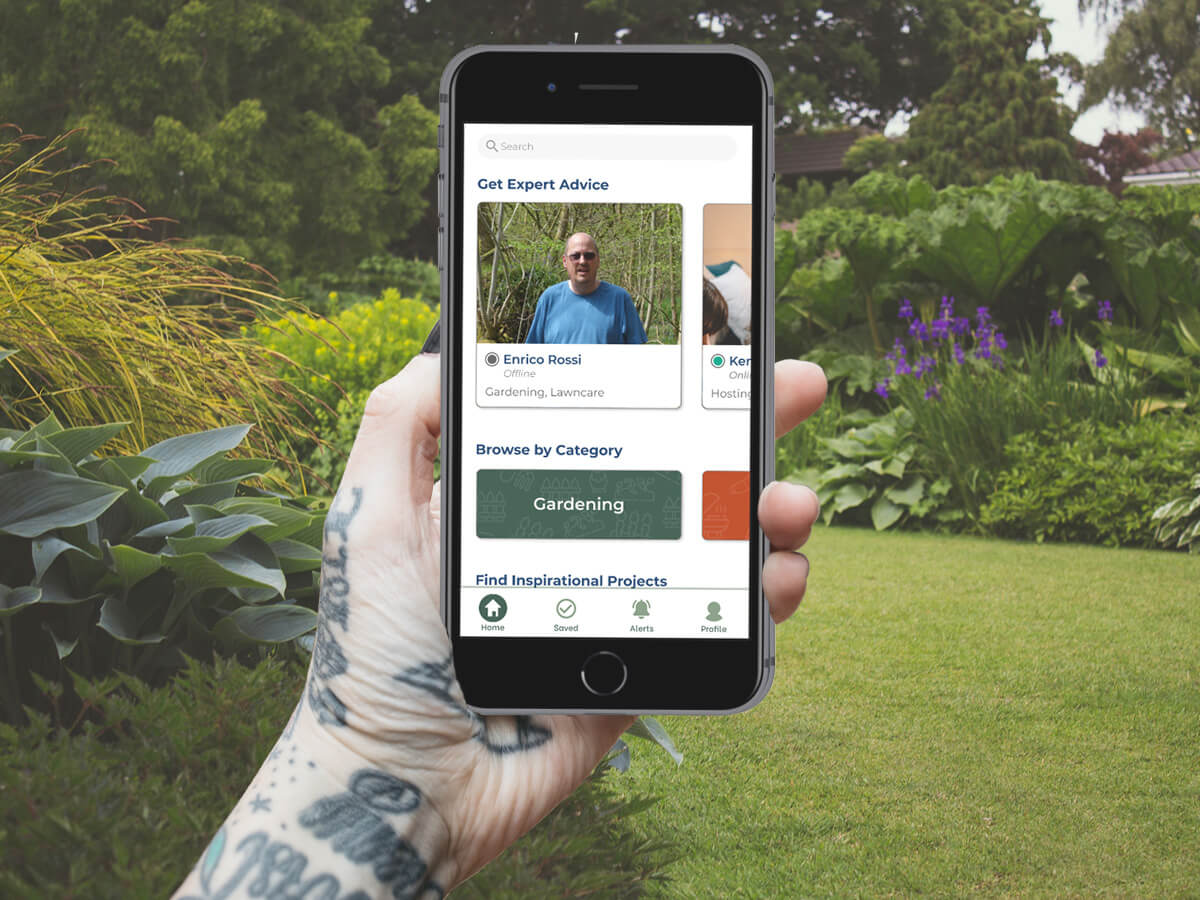 Search
Get Expert Advice
Enrico Rossi
Offline
Gardening, Lawncare
Ken
Onli
Hosting
Browse by Category
Gardening
Find Inspirational Projects
Home
Saved
Alerts
Profile